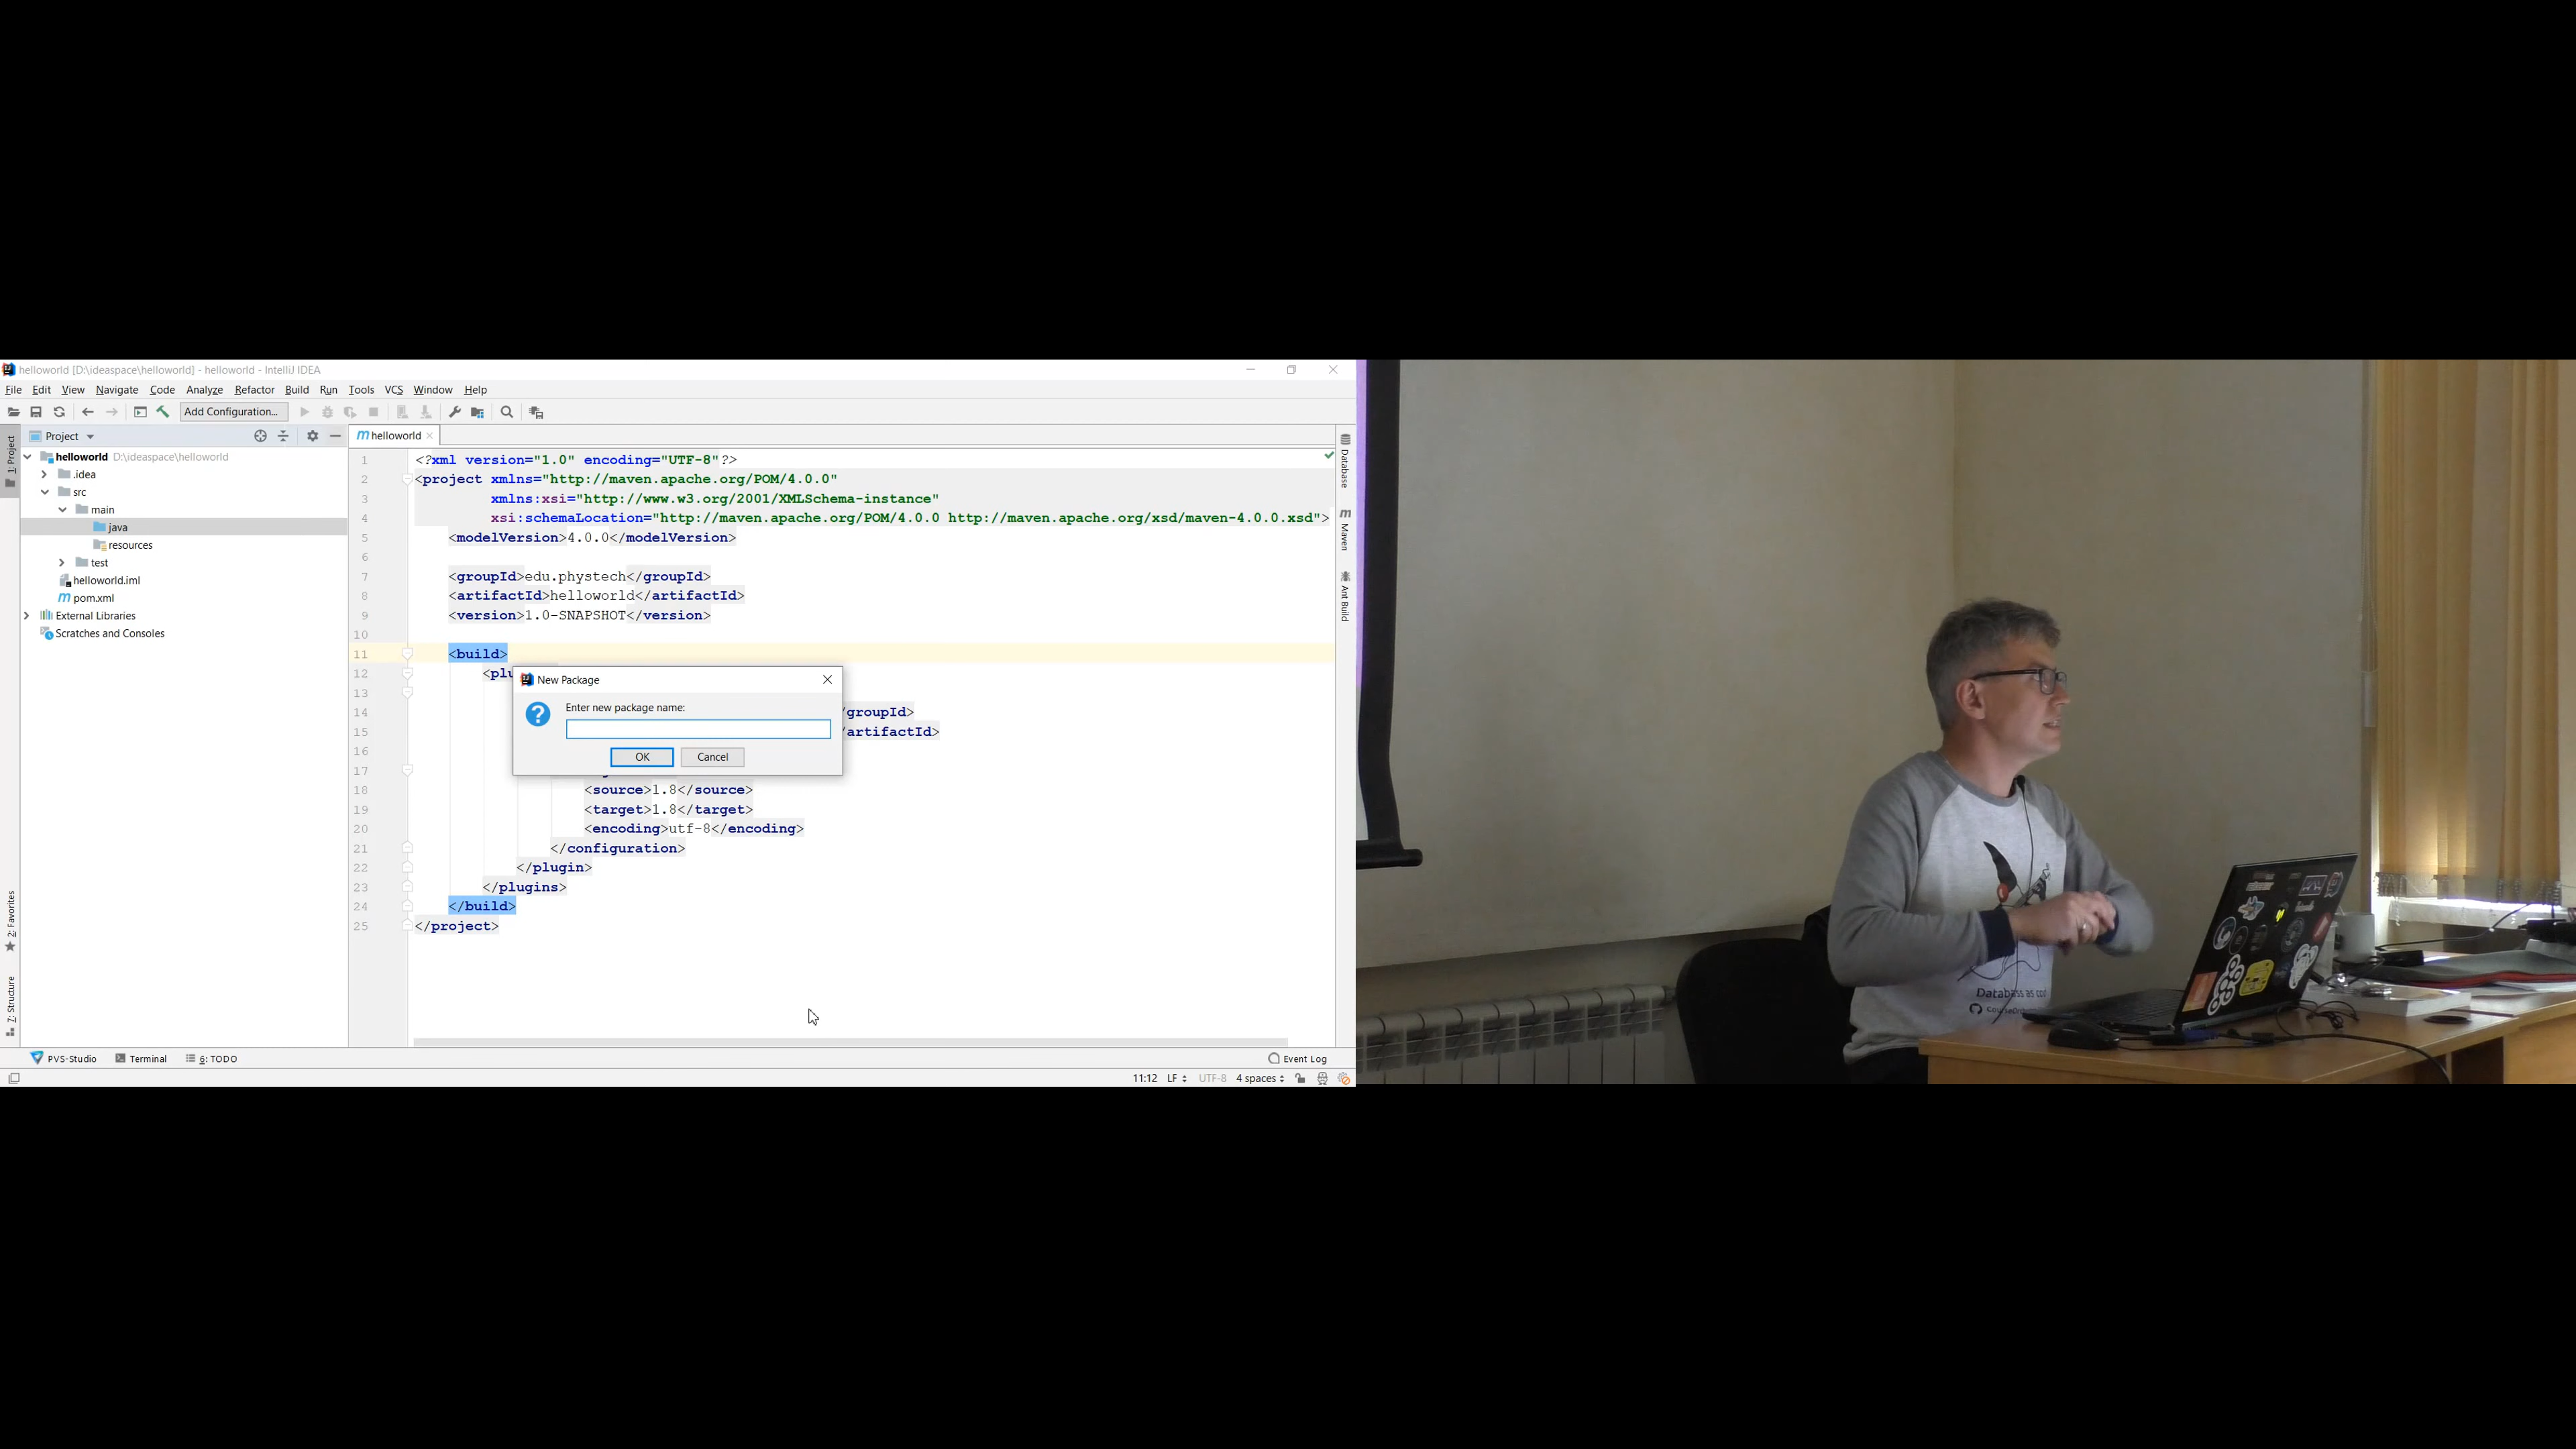 helloworld [D:\ideaspace\helloworld] - helloworld - IntelliJ IDEA
File Edit View Navigate Code Analyze Refactor Build Run Tools VCS Window Help
Add Configuration...
1: Project
2: Favorites
Z: Structure
Project
helloworld D:\ideaspace\helloworld
.idea
src
main
java
resources
test
helloworld.iml
pom.xml
External Libraries
Scratches and Consoles
helloworld
1 <?xml version="1.0" encoding="UTF-8"?>
2 <project xmlns="http://maven.apache.org/POM/4.0.0"
3 xmlns:xsi="http://www.w3.org/2001/XMLSchema-instance"
4 xsi:schemaLocation="http://maven.apache.org/POM/4.0.0 http://maven.apache.org/xsd/maven-4.0.0.xsd">
5 <modelVersion>4.0.0</modelVersion>
6
7 <groupId>edu.phystech</groupId>
8 <artifactId>helloworld</artifactId>
9 <version>1.0-SNAPSHOT</version>
10
11 <build>
12 <plu
13
14 /groupId>
15 /artifactId>
16
17
18 <source>1.8</source>
19 <target>1.8</target>
20 <encoding>utf-8</encoding>
21 </configuration>
22 </plugin>
23 </plugins>
24 </build>
25 </project>
New Package
Enter new package name:
OK Cancel
Database
Maven
Ant Build
PVS-Studio Terminal 6: TODO Event Log
11:12 LF UTF-8 4 spaces
Database as